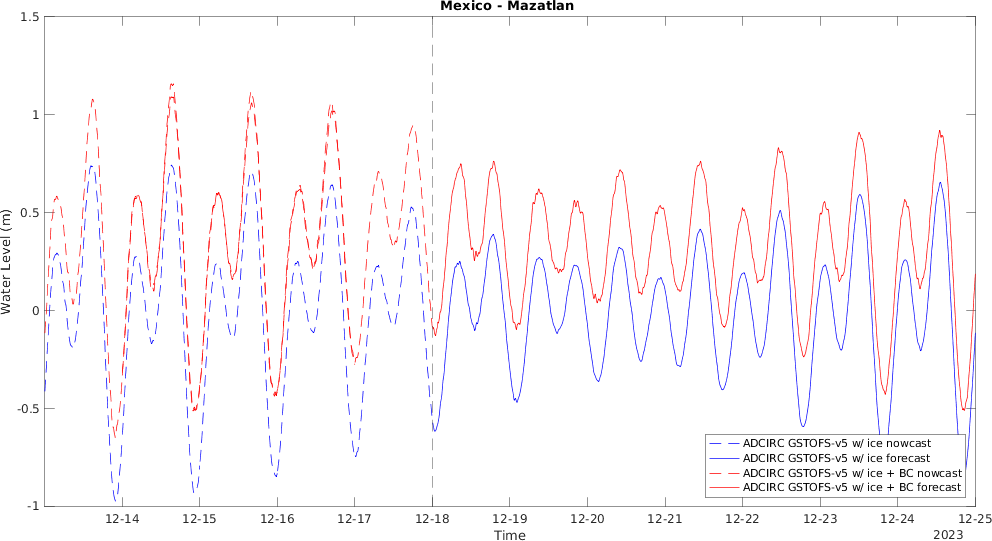 Mexico - Mazatlan
Water Level (m)
1.5
1
0.5
0
-0.5
-1
12-14
12-15
12-16
12-17
12-18
12-19
12-20
12-21
12-22
12-23
12-24
12-25
Time
2023
ADCIRC GSTOFS-v5 w/ ice nowcast
ADCIRC GSTOFS-v5 w/ ice forecast
ADCIRC GSTOFS-v5 w/ ice + BC nowcast
ADCIRC GSTOFS-v5 w/ ice + BC forecast